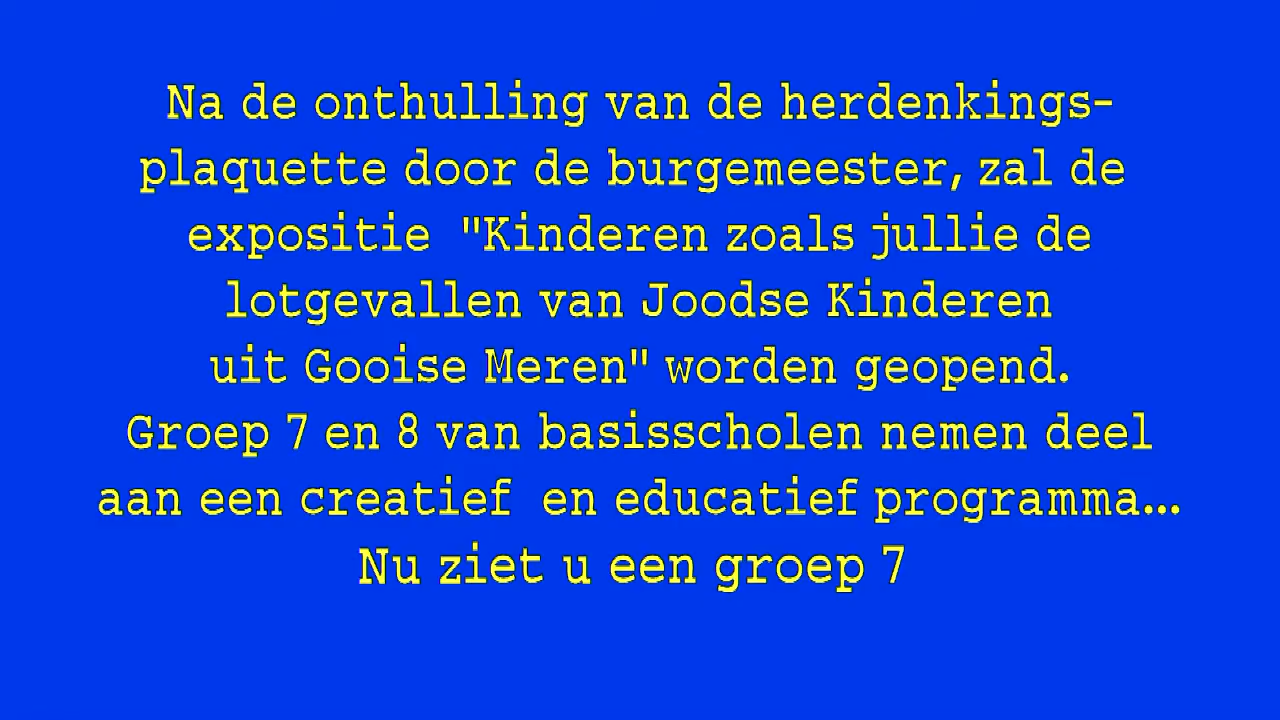 Na de onthulling van de herdenkings-
plaquette door de burgemeester, zal de
expositie "Kinderen zoals jullie de
lotgevallen van Joodse Kinderen
uit Gooise Meren" worden geopend.
Groep 7 en 8 van basisscholen nemen deel
aan een creatief en educatief programma...
Nu ziet u een groep 7